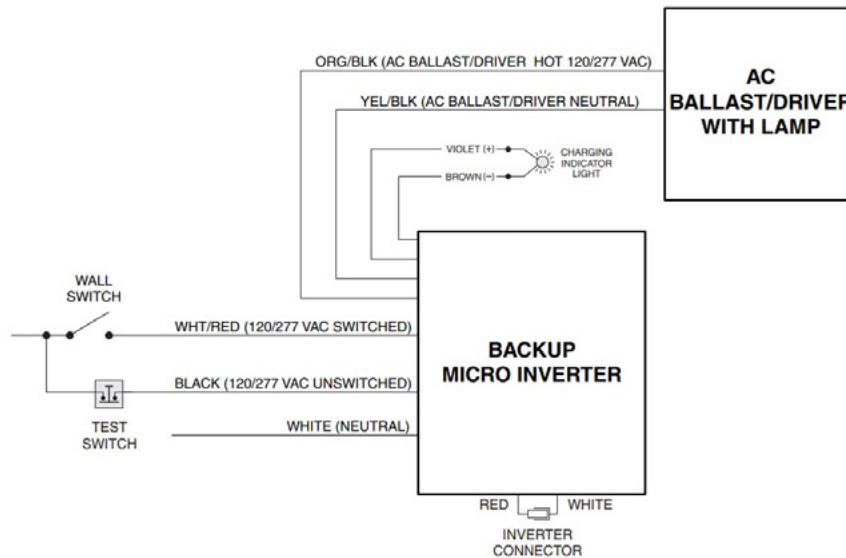 ORG/BLK (AC BALLAST/DRIVER HOT 120/277 VAC)
AC
BALLAST/DRIVER
WITH LAMP
YEL/BLK (AC BALLAST/DRIVER NEUTRAL)
VIOLET (+)
BROWN (−)
CHARGING
INDICATOR
LIGHT
WALL
SWITCH
WHT/RED (120/277 VAC SWITCHED)
BACKUP
MICRO INVERTER
BLACK (120/277 VAC UNSWITCHED)
TEST
SWITCH
WHITE (NEUTRAL)
RED
WHITE
INVERTER
CONNECTOR